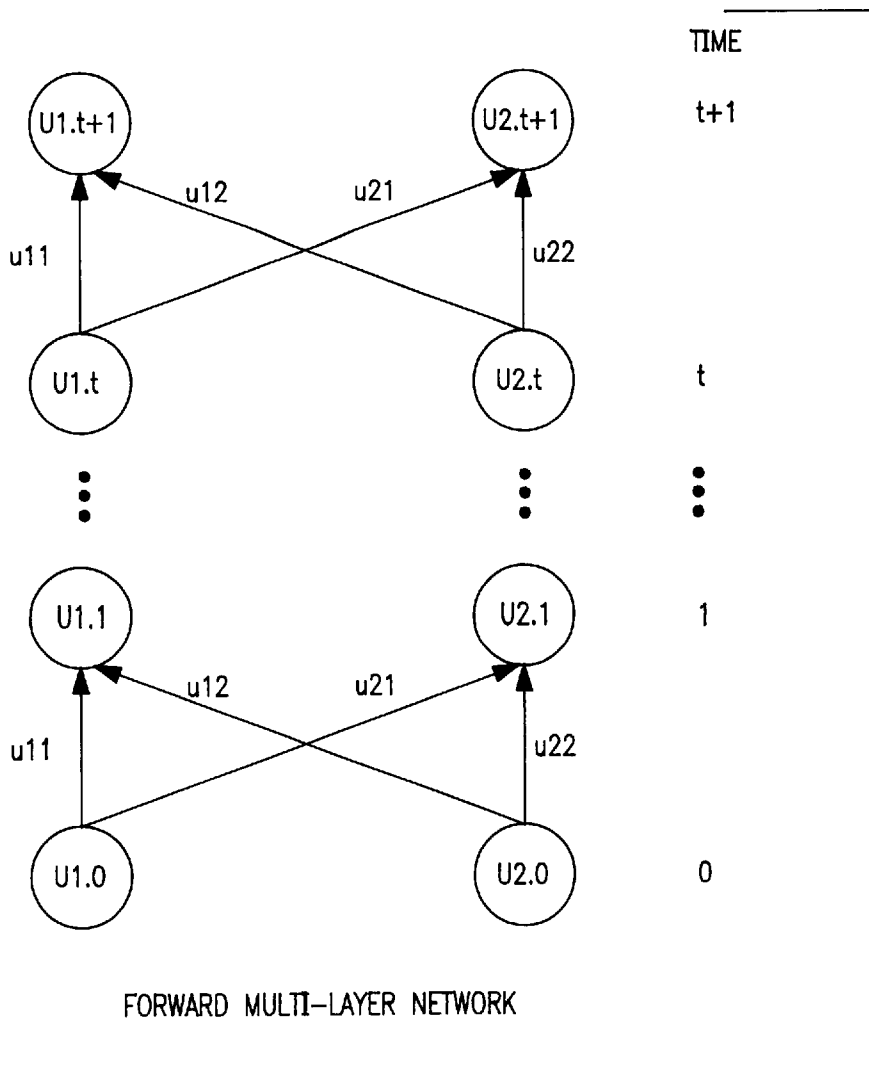 TIME
U1.t+1 U2.t+1 t+1
u12 u21
u11 u22
U1.t U2.t t
U1.1 U2.1 1
u12 u21
u11 u22
U1.0 U2.0 0
FORWARD MULTI-LAYER NETWORK